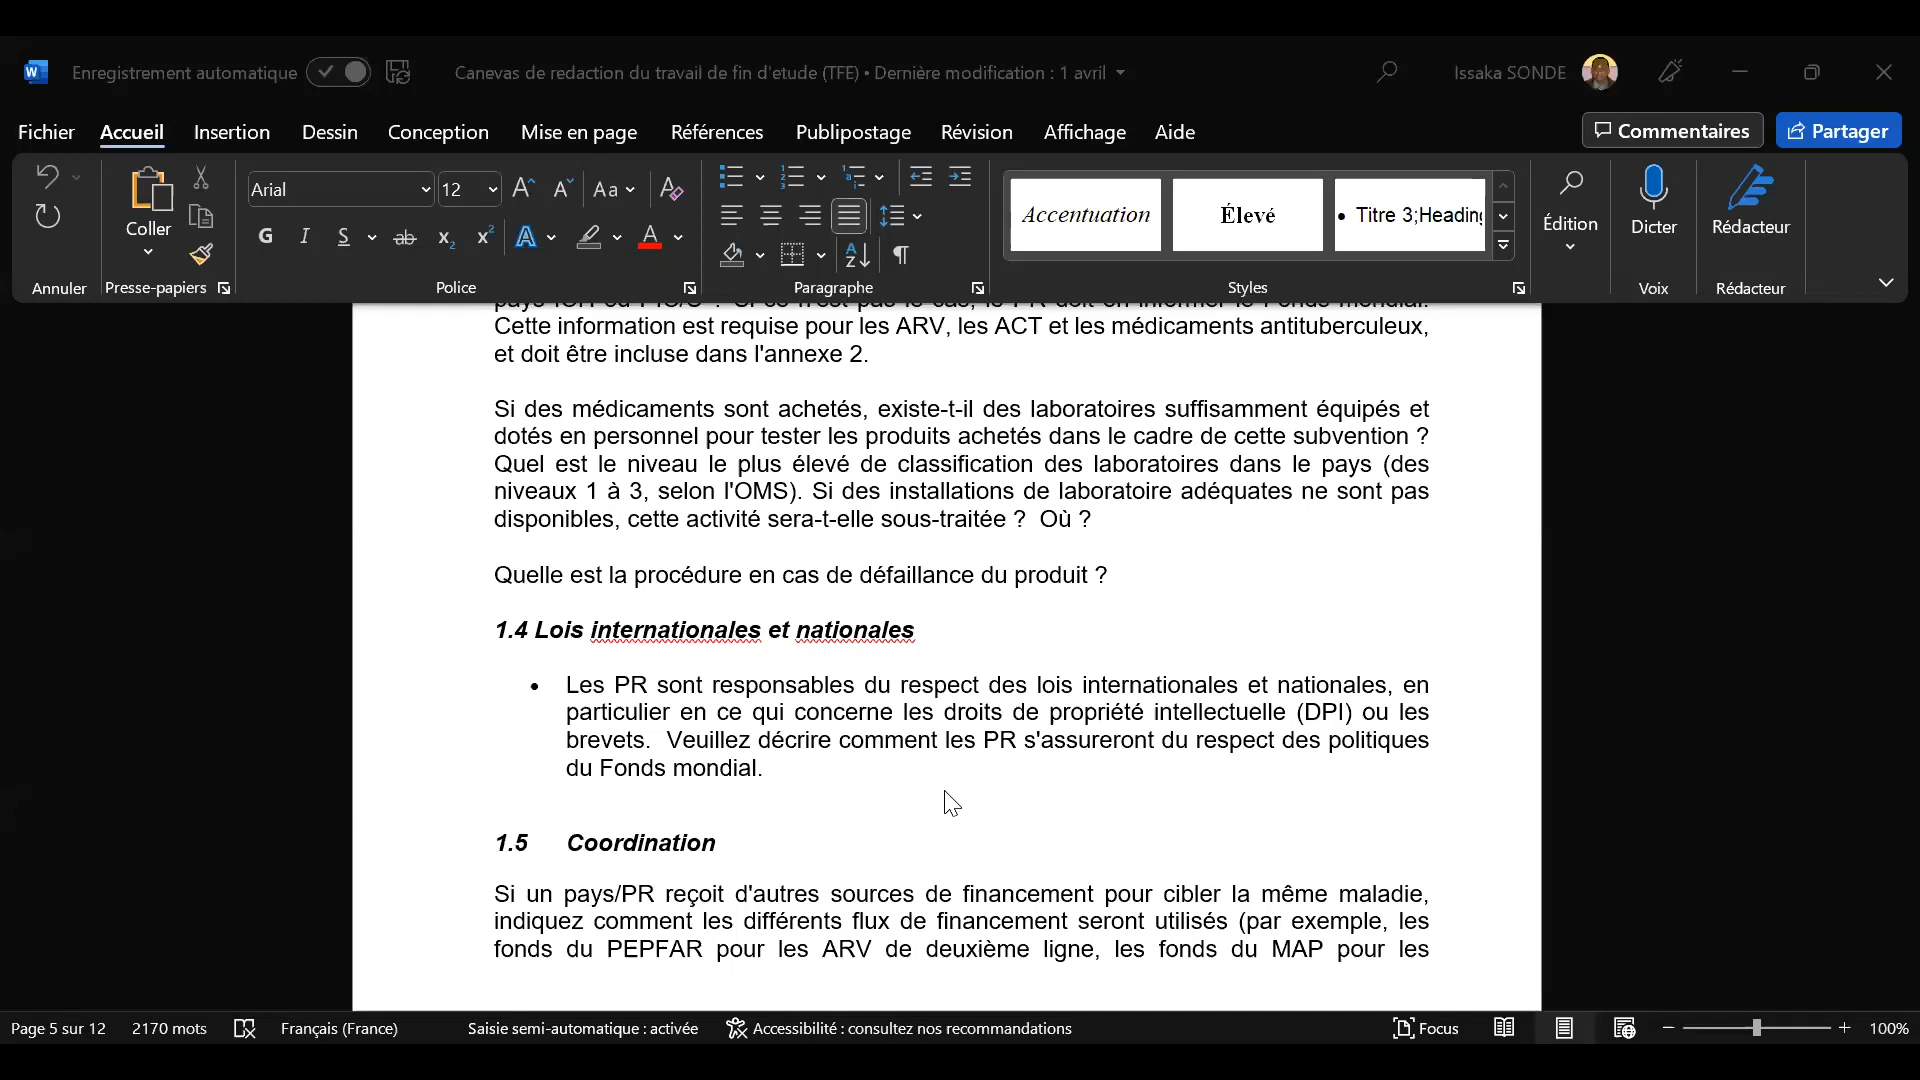 Enregistrement automatique
Canevas de redaction du travail de fin d'etude (TFE) • Dernière modification : 1 avril
Issaka SONDE
Fichier Accueil Insertion Dessin Conception Mise en page Références Publipostage Révision Affichage Aide
Commentaires
Partager
Coller
Arial
12
Accentuation
Élevé
• Titre 3;Heading
Édition
Dicter
Rédacteur
Annuler
Presse-papiers
Police
Paragraphe
Styles
Voix
Rédacteur
Cette information est requise pour les ARV, les ACT et les médicaments antituberculeux,
et doit être incluse dans l'annexe 2.
Si des médicaments sont achetés, existe-t-il des laboratoires suffisamment équipés et
dotés en personnel pour tester les produits achetés dans le cadre de cette subvention ?
Quel est le niveau le plus élevé de classification des laboratoires dans le pays (des
niveaux 1 à 3, selon l'OMS). Si des installations de laboratoire adéquates ne sont pas
disponibles, cette activité sera-t-elle sous-traitée ?  Où ?
Quelle est la procédure en cas de défaillance du produit ?
1.4 Lois internationales et nationales
• Les PR sont responsables du respect des lois internationales et nationales, en
particulier en ce qui concerne les droits de propriété intellectuelle (DPI) ou les
brevets.  Veuillez décrire comment les PR s'assureront du respect des politiques
du Fonds mondial.
1.5 Coordination
Si un pays/PR reçoit d'autres sources de financement pour cibler la même maladie,
indiquez comment les différents flux de financement seront utilisés (par exemple, les
fonds du PEPFAR pour les ARV de deuxième ligne, les fonds du MAP pour les
Page 5 sur 12 2170 mots Français (France) Saisie semi-automatique : activée Accessibilité : consultez nos recommandations Focus 100%